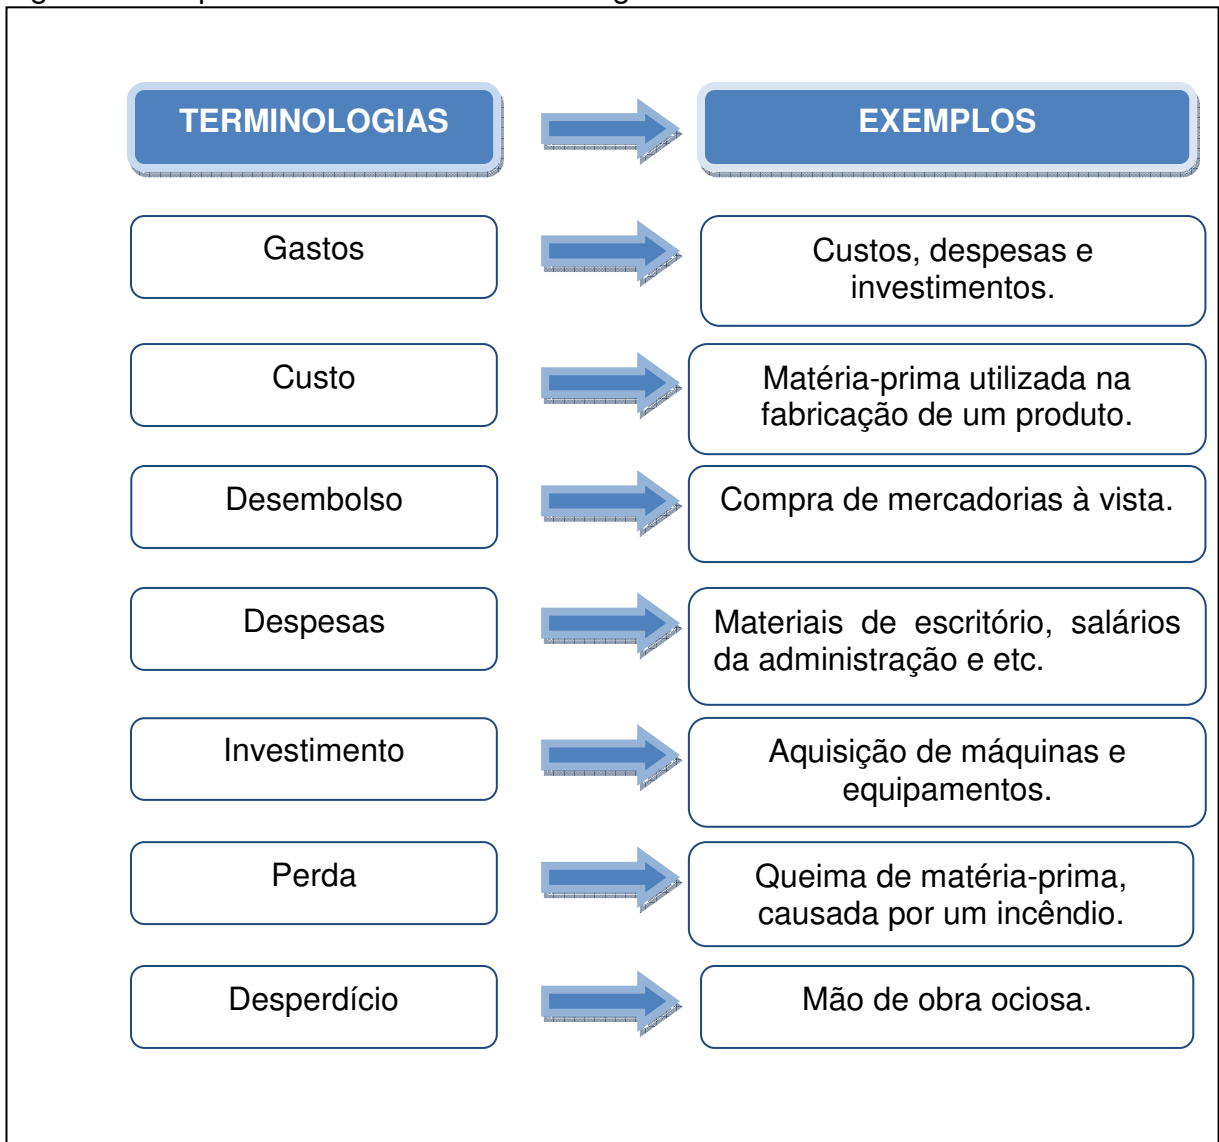 TERMINOLOGIAS
EXEMPLOS
Gastos
Custos, despesas e
investimentos.
Custo
Matéria-prima utilizada na
fabricação de um produto.
Desembolso
Compra de mercadorias à vista.
Despesas
Materiais de escritório, salários
da administração e etc.
Investimento
Aquisição de máquinas e
equipamentos.
Perda
Queima de matéria-prima,
causada por um incêndio.
Desperdício
Mão de obra ociosa.